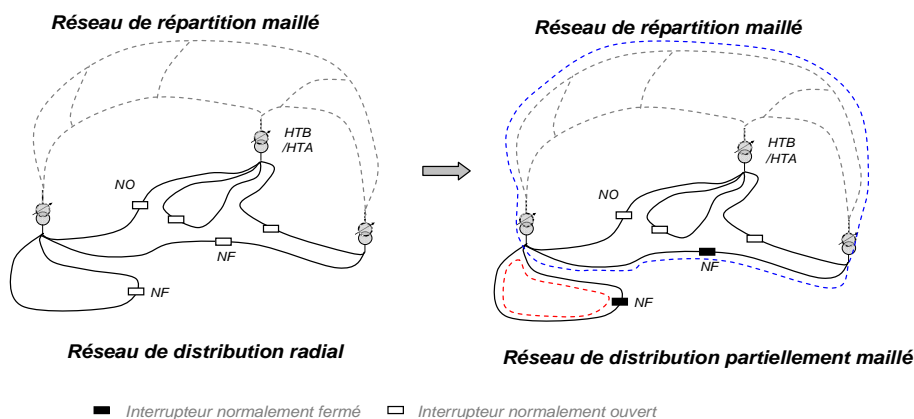 Réseau de répartition maillé
HTB
/HTA
NO
NF
NF
Réseau de distribution radial
Réseau de répartition maillé
HTB
/HTA
NO
NF
NF
Réseau de distribution partiellement maillé
Interrupteur normalement fermé
Interrupteur normalement ouvert